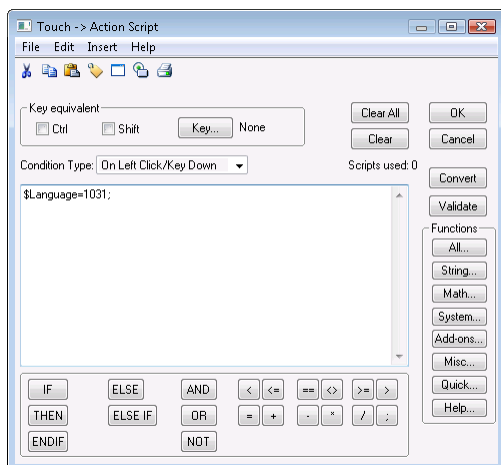 Touch -> Action Script
File Edit Insert Help
Key equivalent
Ctrl Shift Key... None
Clear All OK
Clear Cancel
Condition Type: On Left Click/Key Down Scripts used: 0
Convert
$Language=1031;
Validate
Functions
All...
String...
Math...
System...
Add-ons...
Misc...
Quick...
Help...
IF ELSE AND < <= == <> >= >
THEN ELSE IF OR = + - * / ;
ENDIF NOT